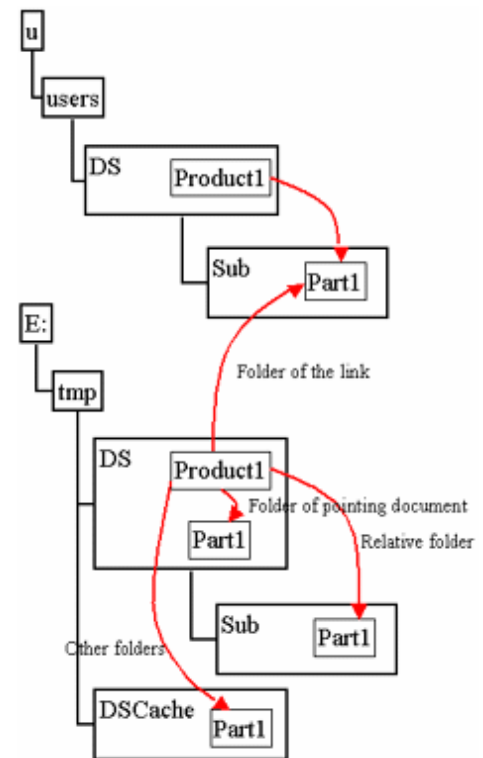 u
users
DS
Product1
Sub
Part1
E:
Folder of the link
tmp
DS
Product1
Folder of pointing document
Part1
Relative folder
Sub
Part1
Other folders
DSCache
Part1